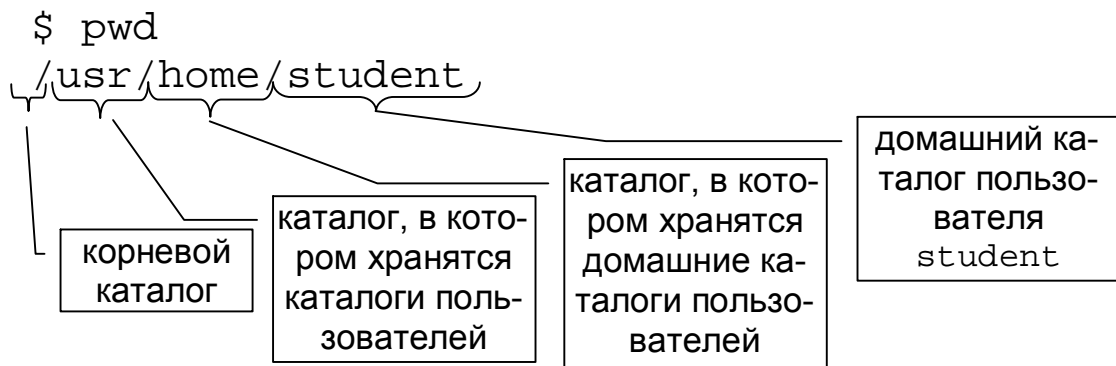 $ pwd
/usr/home/student
корневой
каталог
каталог, в кото-
ром хранятся
каталоги поль-
зователей
каталог, в кото-
ром хранятся
домашние ка-
талоги пользо-
вателей
домашний ка-
талог пользо-
вателя
student